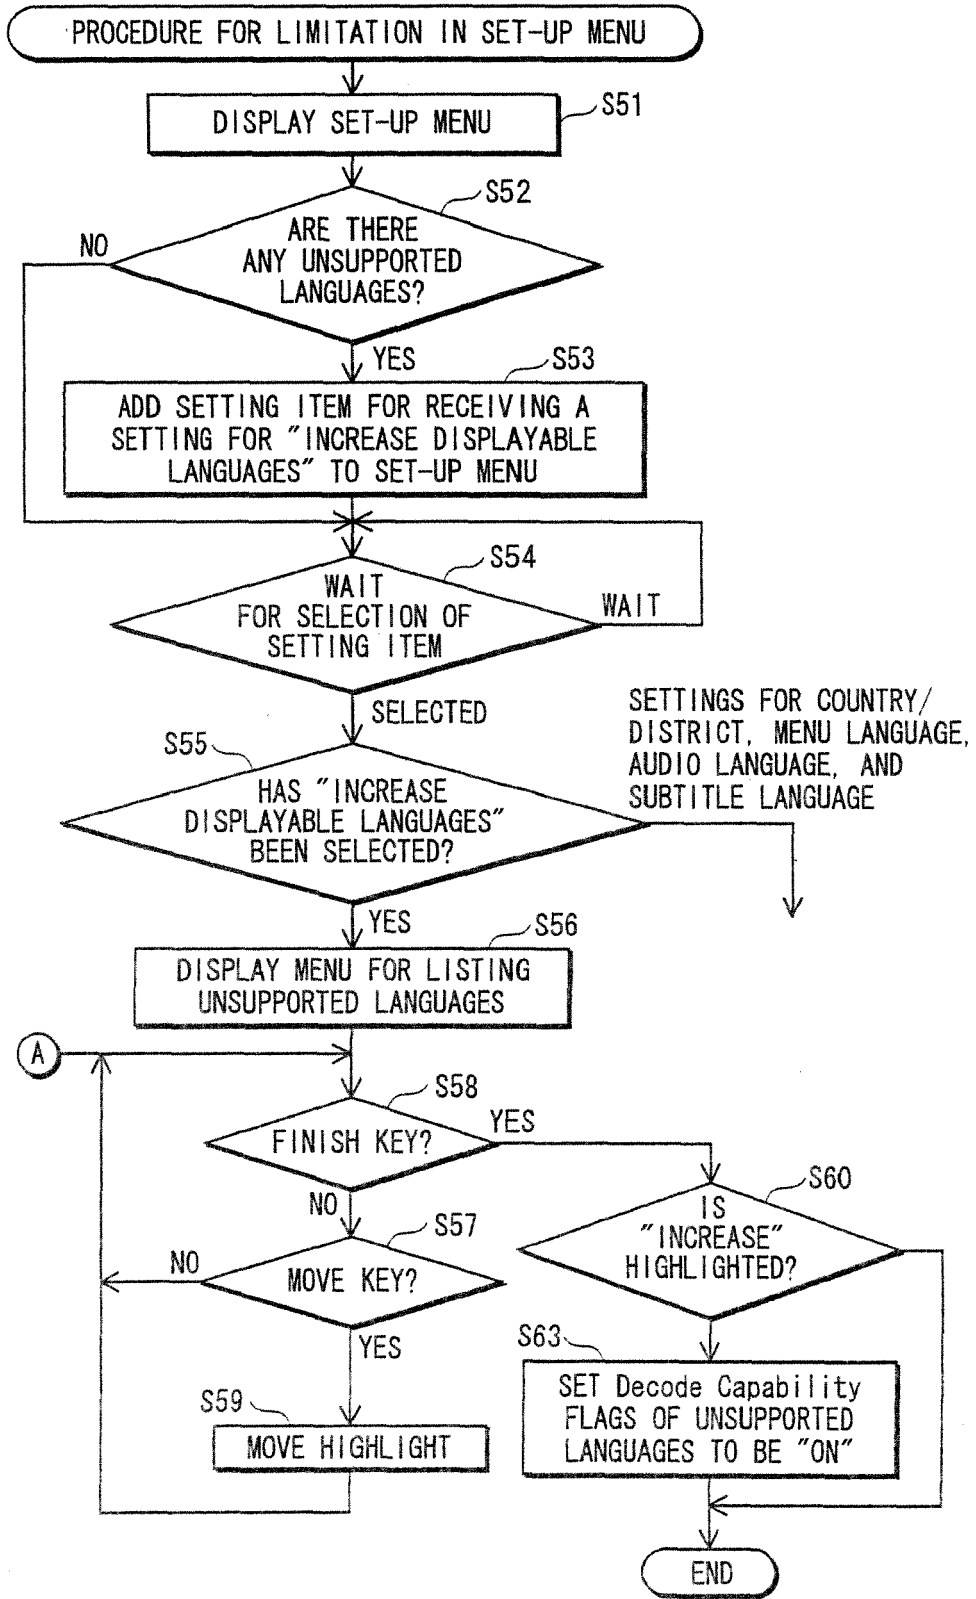 PROCEDURE FOR LIMITATION IN SET-UP MENU
DISPLAY SET-UP MENU
S51
S52
ARE THERE
ANY UNSUPPORTED
LANGUAGES?
NO
YES
S53
ADD SETTING ITEM FOR RECEIVING A
SETTING FOR "INCREASE DISPLAYABLE
LANGUAGES" TO SET-UP MENU
S54
WAIT
FOR SELECTION OF
SETTING ITEM
WAIT
SELECTED
SETTINGS FOR COUNTRY/
DISTRICT, MENU LANGUAGE,
AUDIO LANGUAGE, AND
SUBTITLE LANGUAGE
S55
HAS "INCREASE
DISPLAYABLE LANGUAGES"
BEEN SELECTED?
YES
S56
DISPLAY MENU FOR LISTING
UNSUPPORTED LANGUAGES
A
S58
FINISH KEY?
YES
NO
S57
MOVE KEY?
NO
YES
S59
MOVE HIGHLIGHT
S60
IS
"INCREASE"
HIGHLIGHTED?
S63
SET Decode Capability
FLAGS OF UNSUPPORTED
LANGUAGES TO BE "ON"
END